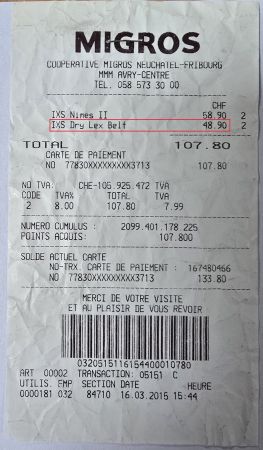 MIGROS
COOPERATIVE MIGROS NEUCHATEL-FRIBOURG
MMM AVRY-CENTRE
TEL. 058 573 30 00
CHF
IXS Nimes II 58.90 2
IXS Dry Lex Belf 48.90 2
TOTAL 107.80
CARTE DE PAIEMENT
NO 77830XXXXXXXXX3713 107.80
NO TVA: CHE-105.925.472 TVA
CODE TVA% TOTAL TVA
2 8.00 107.80 7.99
NUMERO CUMULUS : 2099.401.178.225
POINTS ACQUIS: 107.800
SOLDE ACTUEL CARTE
NO-TRX. CARTE DE PAIEMENT : 167480466
NO 77830XXXXXXXXX3713 133.80
MERCI DE VOTRE VISITE
ET AU PLAISIR DE VOUS REVOIR
0320515116154400010780
ART 00002 TRANSACTION: 05151 C
UTILIS. EMP SECTION DATE HEURE
0000181 032 84710 16.03.2015 15:44